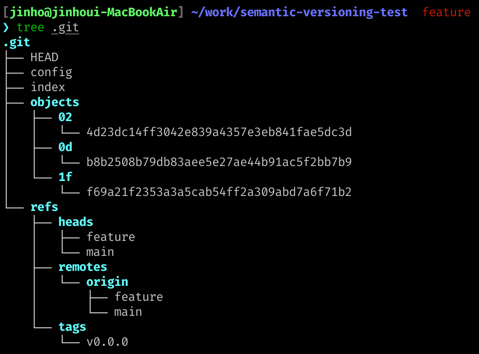 [jinho@jinhoui-MacBookAir] ~/work/semantic-versioning-test feature
❯ tree .git
.git
├── HEAD
├── config
├── index
├── objects
│   ├── 02
│   │   └── 4d23dc14ff3042e839a4357e3eb841fae5dc3d
│   ├── 0d
│   │   └── b8b2508b79db83aee5e27ae44b91ac5f2bb7b9
│   └── 1f
│       └── f69a21f2353a3a5cab54ff2a309abd7a6f71b2
└── refs
    ├── heads
    │   ├── feature
    │   └── main
    ├── remotes
    │   └── origin
    │       ├── feature
    │       └── main
    └── tags
        └── v0.0.0